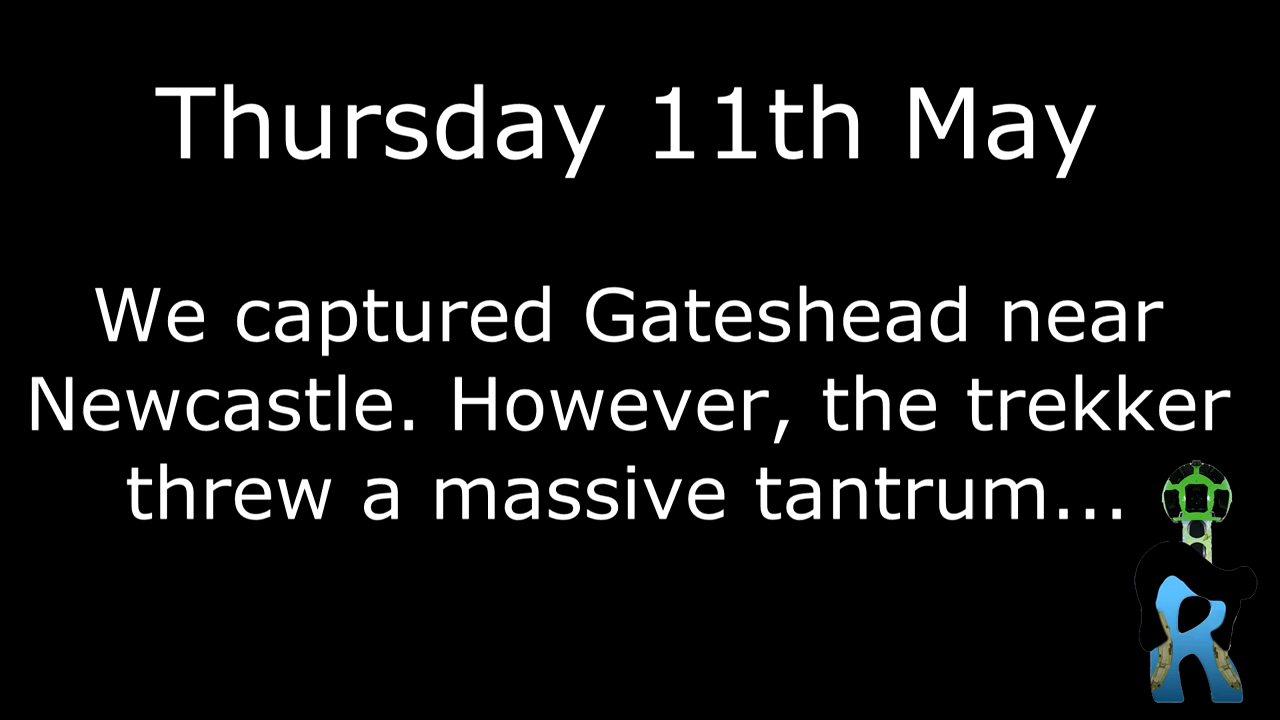 Thursday 11th May
We captured Gateshead near
Newcastle. However, the trekker
threw a massive tantrum...
R